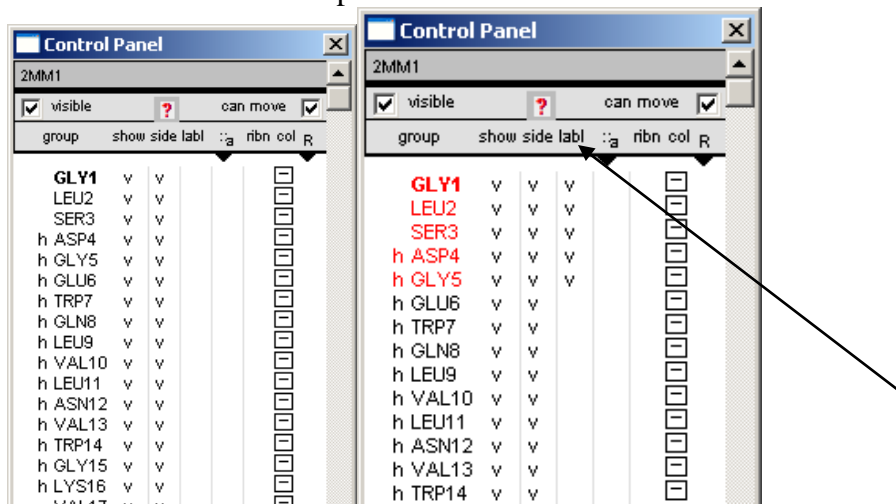 Control Panel
2MM1
visible ? can move
group show side labl ::a ribn col R
GLY1 v v
LEU2 v v
SER3 v v
h ASP4 v v
h GLY5 v v
h GLU6 v v
h TRP7 v v
h GLN8 v v
h LEU9 v v
h VAL10 v v
h LEU11 v v
h ASN12 v v
h VAL13 v v
h TRP14 v v
h GLY15 v v
h LYS16 v v
Control Panel
2MM1
visible ? can move
group show side labl ::a ribn col R
GLY1 v v v
LEU2 v v v
SER3 v v v
h ASP4 v v v
h GLY5 v v v
h GLU6 v v
h TRP7 v v
h GLN8 v v
h LEU9 v v
h VAL10 v v
h LEU11 v v
h ASN12 v v
h VAL13 v v
h TRP14 v v